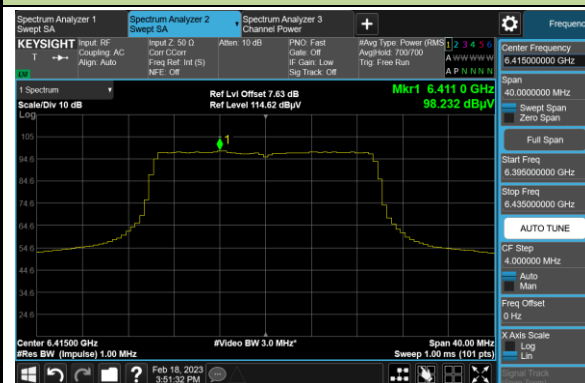 Spectrum Analyzer 1
Swept SA
Spectrum Analyzer 2
Swept SA
Spectrum Analyzer 3
Channel Power
Frequen
KEYSIGHT
T
Input: RF
Coupling: AC
Align: Auto
Input Z: 50 Ω
Corr CCorr
Freq Ref: Int (S)
NFE: Off
Atten: 10 dB
PNO: Fast
Gate: Off
IF Gain: Low
Sig Track: Off
#Avg Type: Power (RMS
Avg|Hold: 700/700
Trig: Free Run
1 2 3 4 5 6
A W W W W W
A P N N N N
1 Spectrum
Scale/Div 10 dB
Log
Ref Lvl Offset 7.63 dB
Ref Level 114.62 dBµV
Mkr1 6.411 0 GHz
98.232 dBµV
1
105
94.6
84.6
74.6
64.6
54.6
44.6
34.6
24.6
Center 6.41500 GHz
#Res BW (Impulse) 1.00 MHz
#Video BW 3.0 MHz*
Span 40.00 MHz
Sweep 1.00 ms (101 pts)
Center Frequency
6.415000000 GHz
Span
40.0000000 MHz
Swept Span
Zero Span
Full Span
Start Freq
6.395000000 GHz
Stop Freq
6.435000000 GHz
AUTO TUNE
CF Step
4.000000 MHz
Auto
Man
Freq Offset
0 Hz
X Axis Scale
Log
Lin
Signal Track
Feb 18, 2023
3:51:32 PM